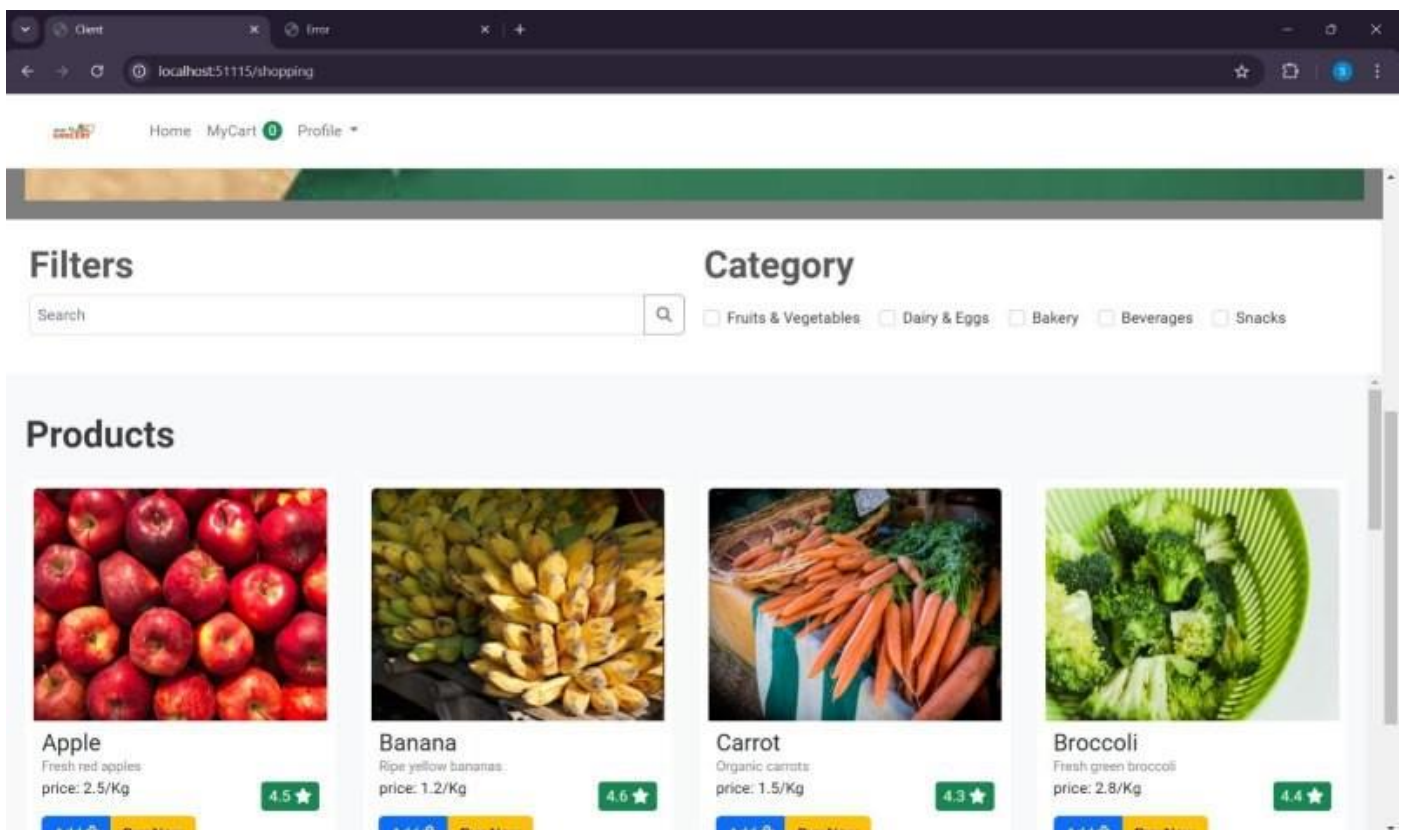 Client
Error
localhost:51115/shopping
GROCERY
Home MyCart 0 Profile
Filters
Category
Search
Fruits & Vegetables Dairy & Eggs Bakery Beverages Snacks
Products
Apple
Fresh red apples
price: 2.5/Kg
4.5
Banana
Ripe yellow bananas
price: 1.2/Kg
4.6
Carrot
Organic carrots
price: 1.5/Kg
4.3
Broccoli
Fresh green broccoli
price: 2.8/Kg
4.4